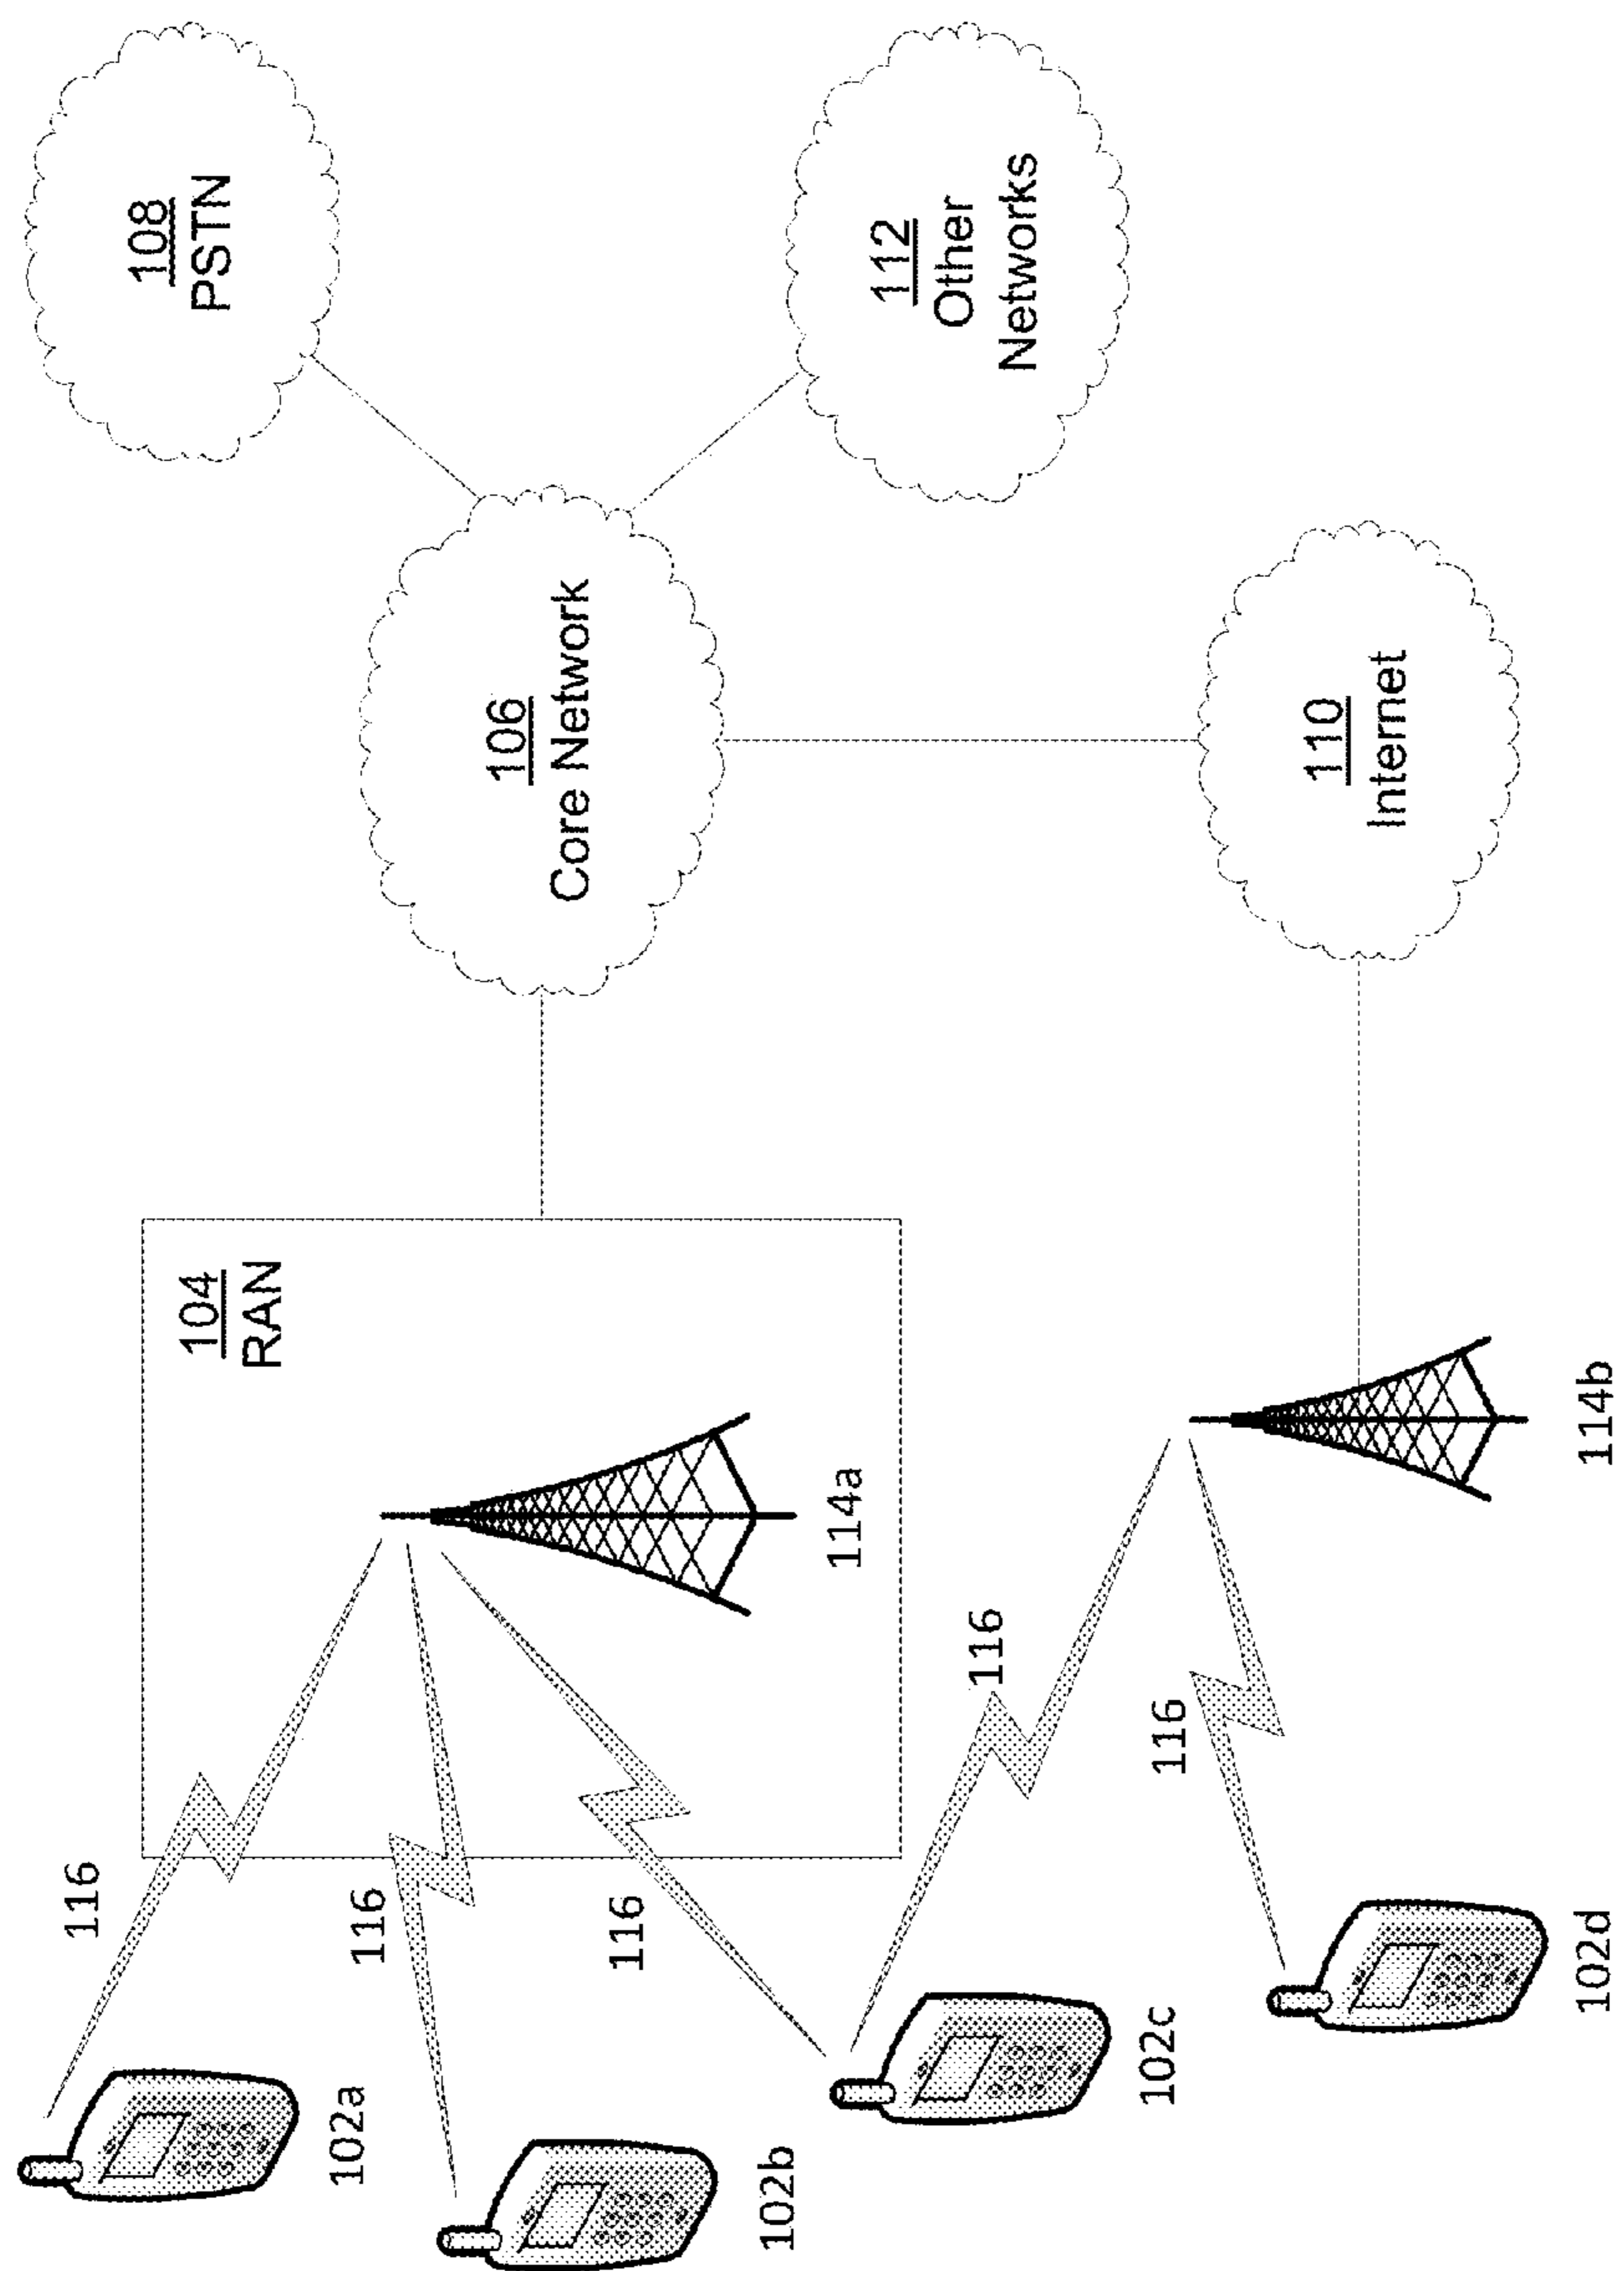 108
PSTN
106
Core Network
112
Other
Networks
104
RAN
110
Internet
114a
114b
116
116
116
116
116
102a
102b
102c
102d